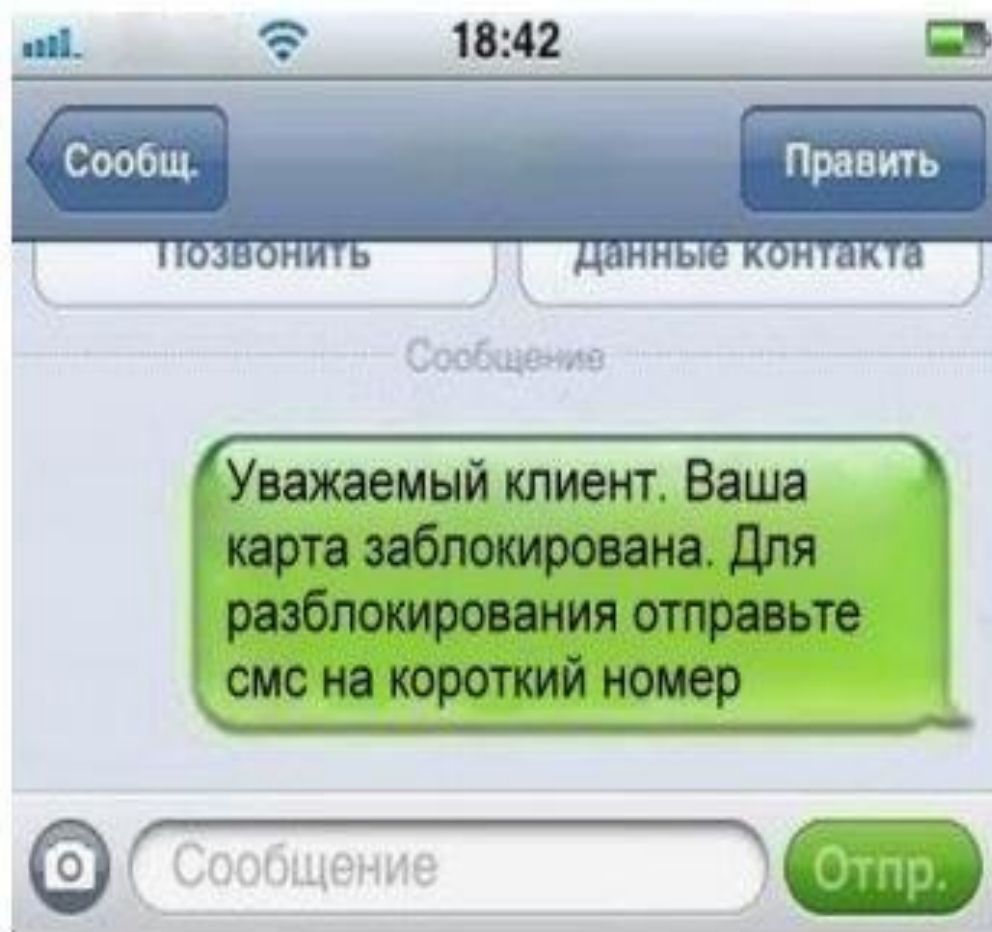 18:42
Сообщ.
Править
Позвонить
Данные контакта
Сообщение
Уважаемый клиент. Ваша
карта заблокирована. Для
разблокирования отправьте
смс на короткий номер
Сообщение
Отпр.